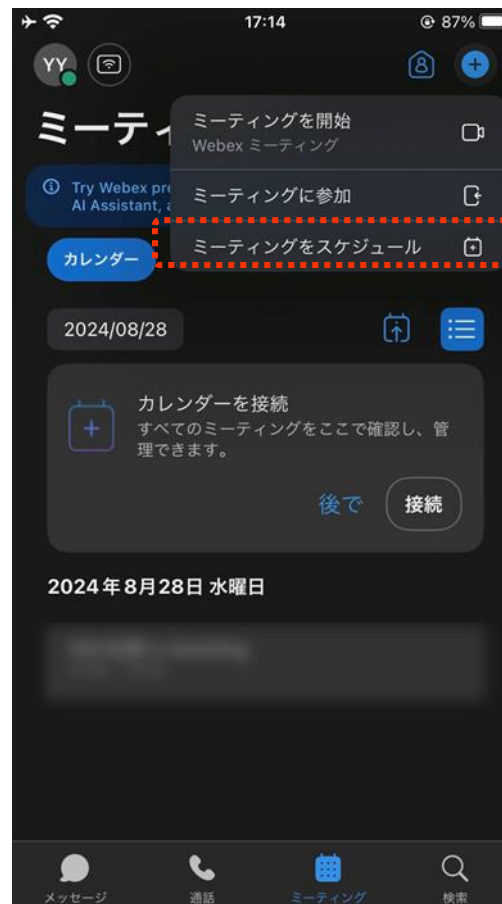 17:14
87%
YY
8
ミーティ
ミーティングを開始
Webex ミーティング
Try Webex pre
AI Assistant, a
ミーティングに参加
カレンダー
ミーティングをスケジュール
2024/08/28
カレンダーを接続
すべてのミーティングをここで確認し、管
理できます。
後で
接続
2024年8月28日 水曜日
メッセージ
通話
ミーティング
検索